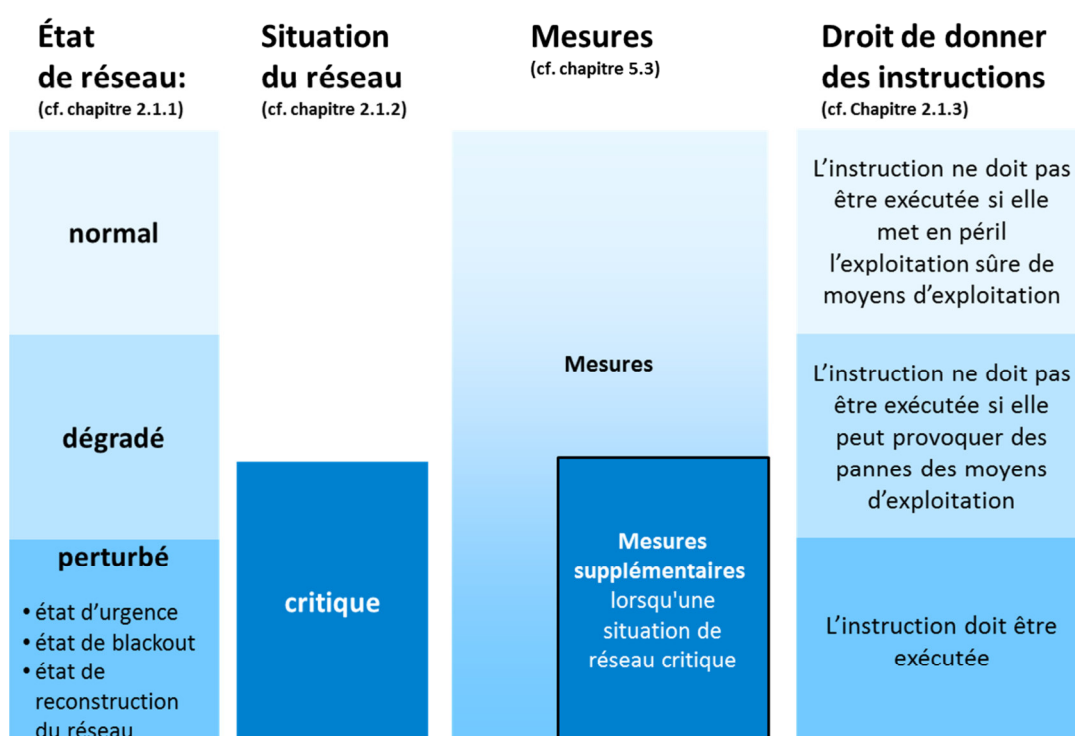 État
de réseau:
(cf. chapitre 2.1.1)
Situation
du réseau
(cf. chapitre 2.1.2)
Mesures
(cf. chapitre 5.3)
Droit de donner
des instructions
(cf. Chapitre 2.1.3)
normal
dégradé
perturbé
• état d'urgence
• état de blackout
• état de
reconstruction
du réseau
critique
Mesures
Mesures
supplémentaires
lorsqu'une
situation de
réseau critique
L'instruction ne doit pas
être exécutée si elle
met en péril
l'exploitation sûre de
moyens d'exploitation
L'instruction ne doit pas
être exécutée si elle
peut provoquer des
pannes des moyens
d'exploitation
L'instruction doit être
exécutée